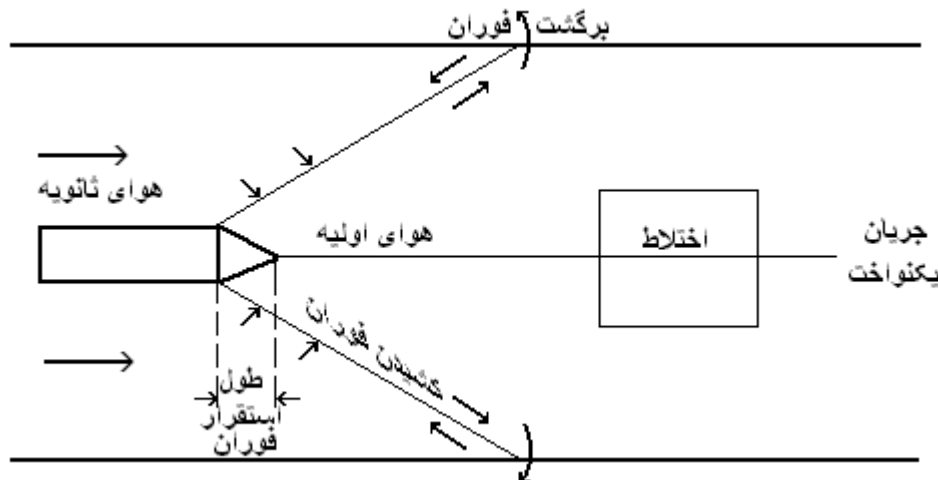 برگشت فوران
هوای ثانویه
هوای اولیه
اختلاط
جریان
یکنواخت
کشیدن فوران
طول
استقرار
فوران